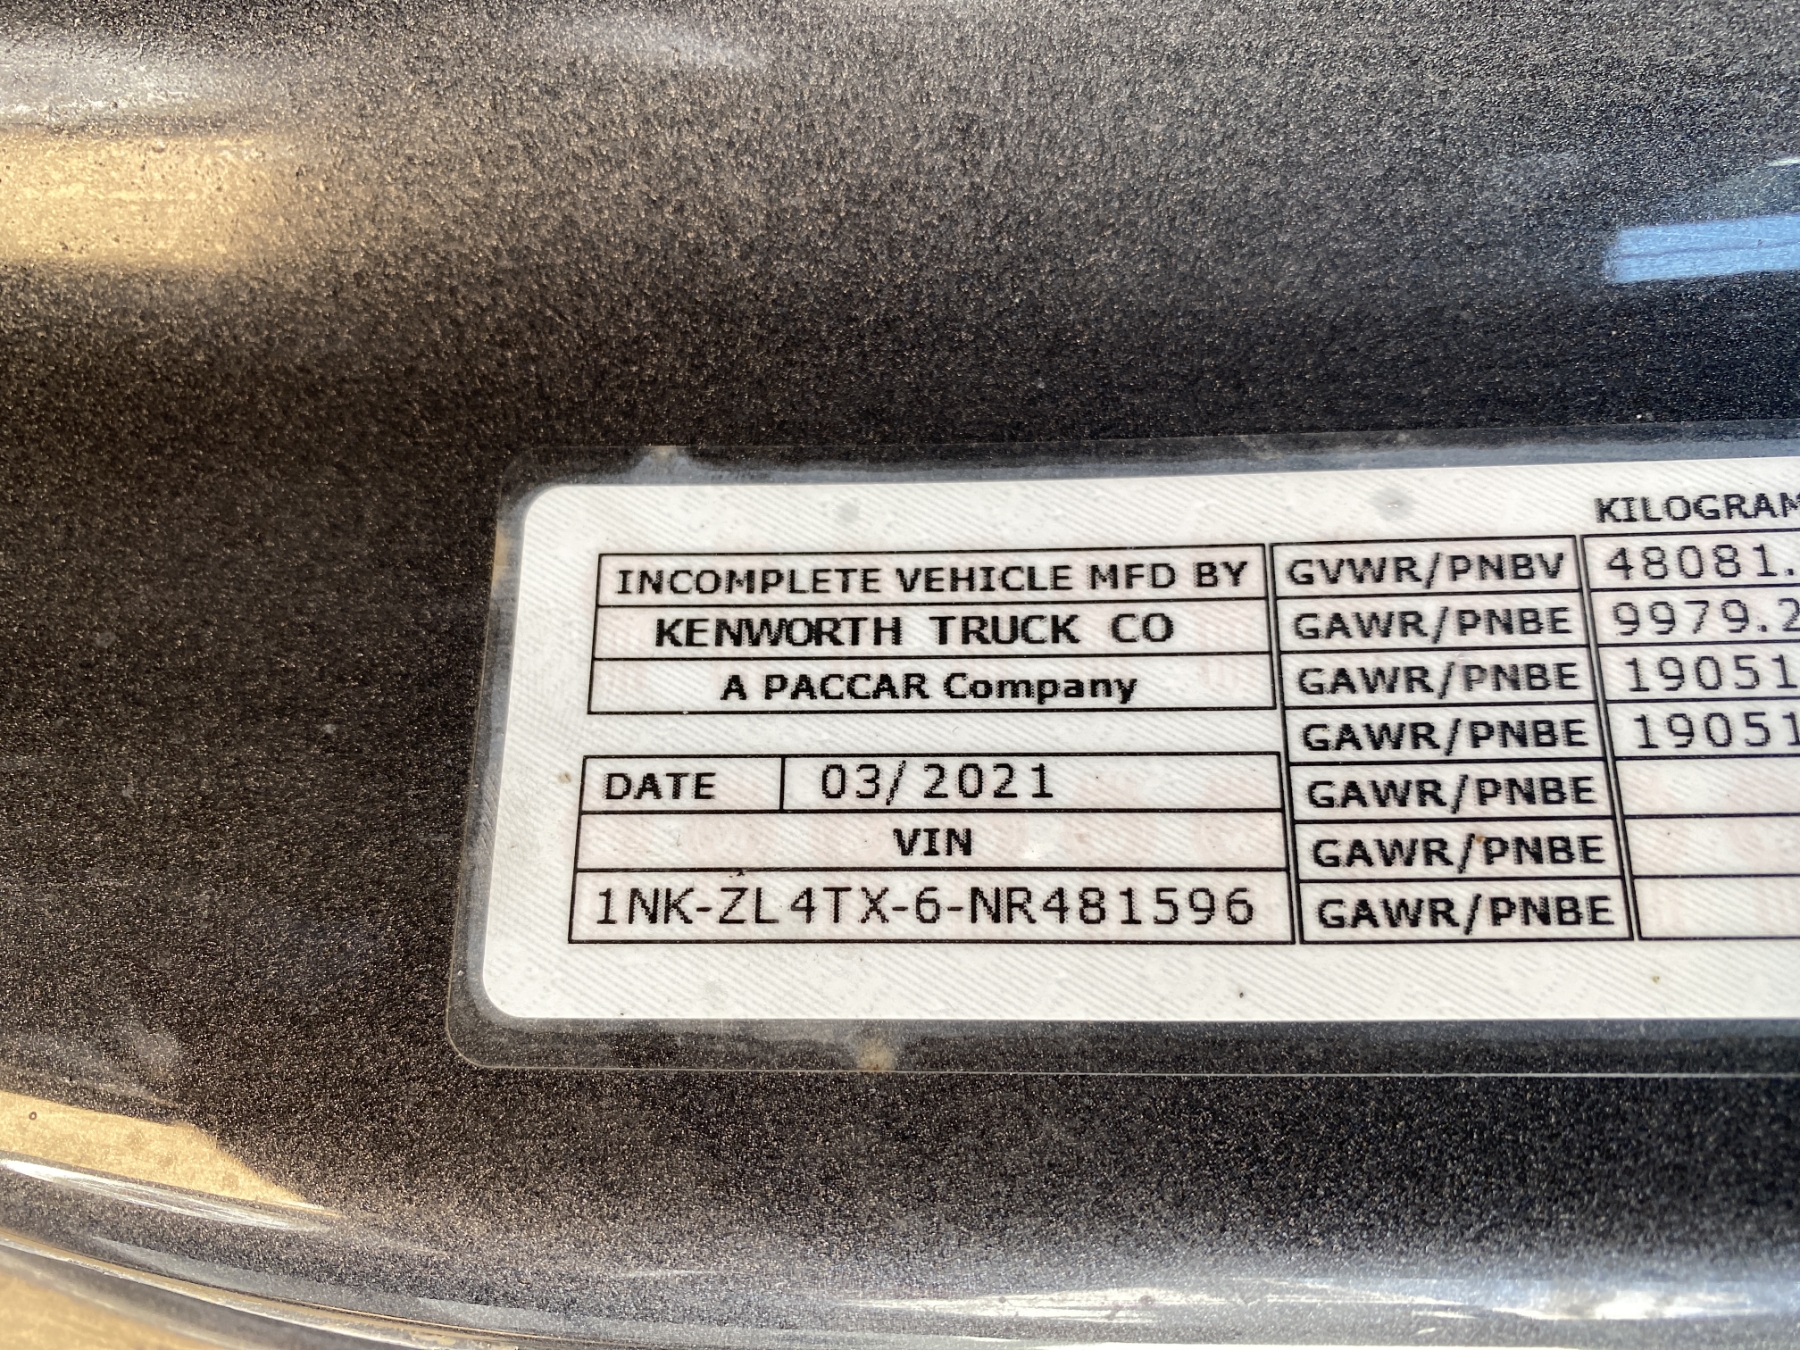 KILOGRAM
INCOMPLETE VEHICLE MFD BY GVWR/PNBV 48081.
KENWORTH TRUCK CO GAWR/PNBE 9979.2
A PACCAR Company GAWR/PNBE 19051
GAWR/PNBE 19051
DATE 03/2021 GAWR/PNBE
VIN GAWR/PNBE
1NK-ZL4TX-6-NR481596 GAWR/PNBE